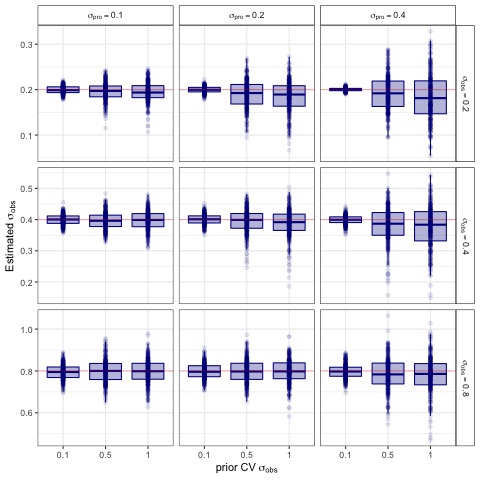 σpro = 0.1 σpro = 0.2 σpro = 0.4
0.3
0.2
0.1
σobs = 0.2
0.5
0.4
0.3
0.2
σobs = 0.4
1.0
0.8
0.6
σobs = 0.8
Estimated σobs
0.1 0.5 1 0.1 0.5 1 0.1 0.5 1
prior CV σobs